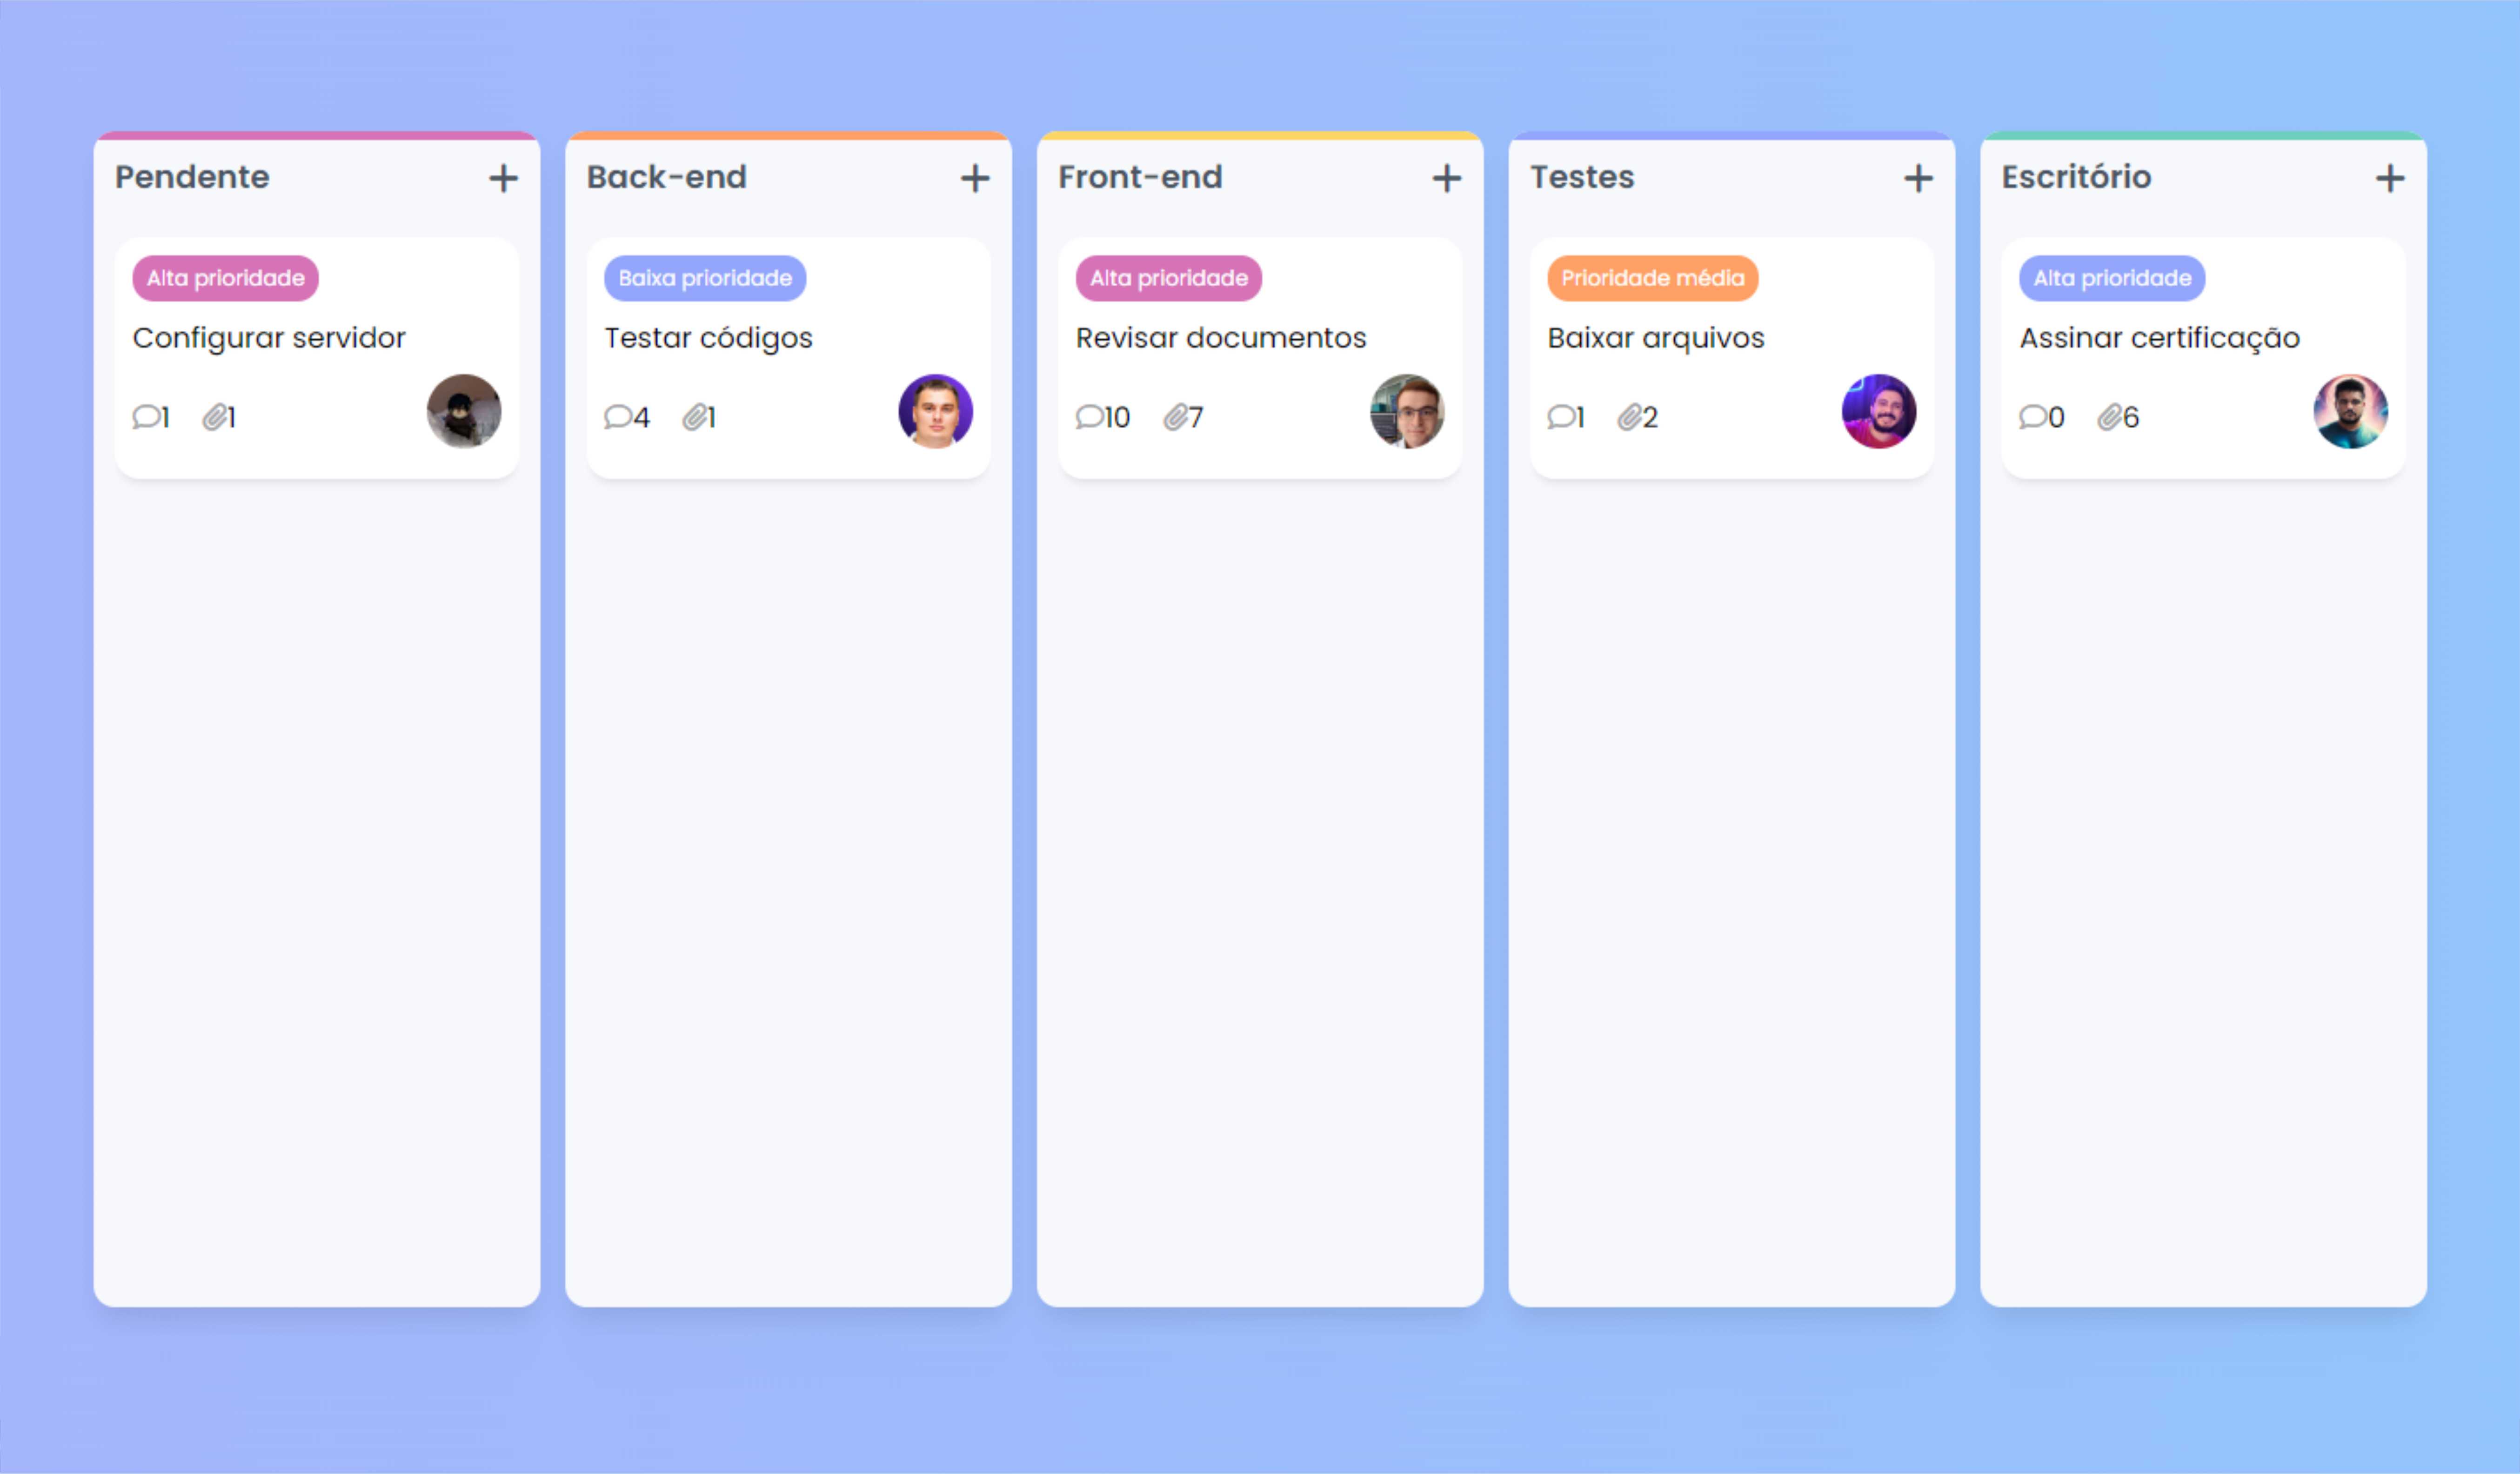 Pendente
Alta prioridade
Configurar servidor
1 1
Back-end
Baixa prioridade
Testar códigos
4 1
Front-end
Alta prioridade
Revisar documentos
10 7
Testes
Prioridade média
Baixar arquivos
1 2
Escritório
Alta prioridade
Assinar certificação
0 6